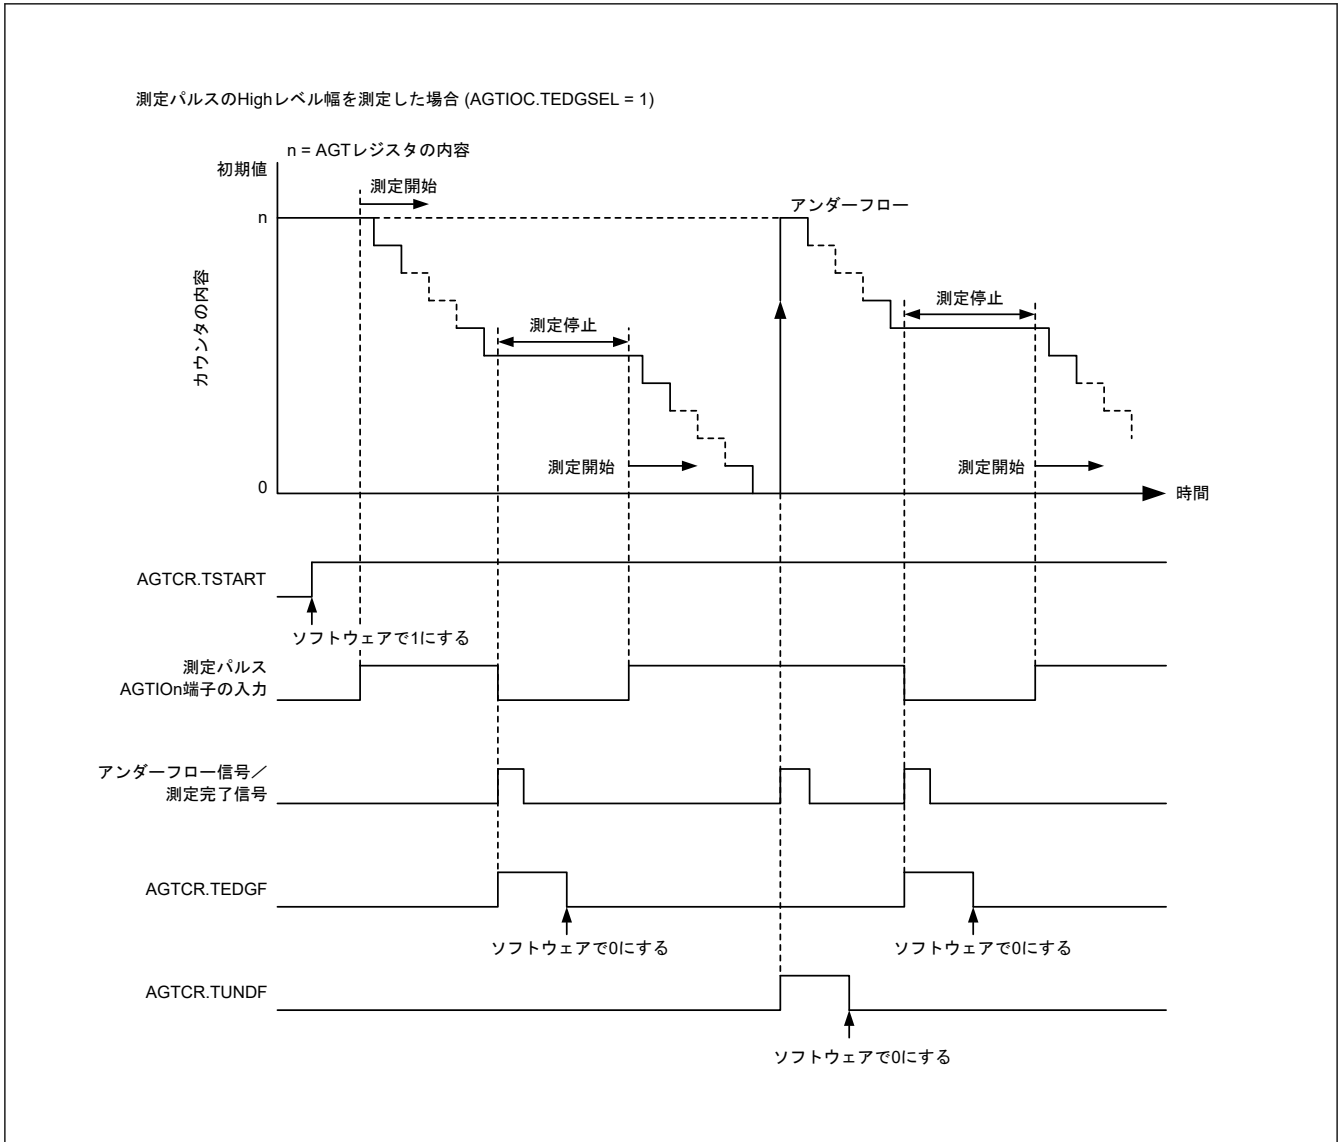 測定パルスのHighレベル幅を測定した場合 (AGTIOC.TEDGSEL = 1)
n = AGTレジスタの内容
初期値
測定開始
n
アンダーフロー
カウンタの内容
測定停止
測定停止
測定開始
測定開始
0
時間
AGTCR.TSTART
ソフトウェアで1にする
測定パルス
AGTIOn端子の入力
アンダーフロー信号／
測定完了信号
AGTCR.TEDGF
ソフトウェアで0にする
ソフトウェアで0にする
AGTCR.TUNDF
ソフトウェアで0にする